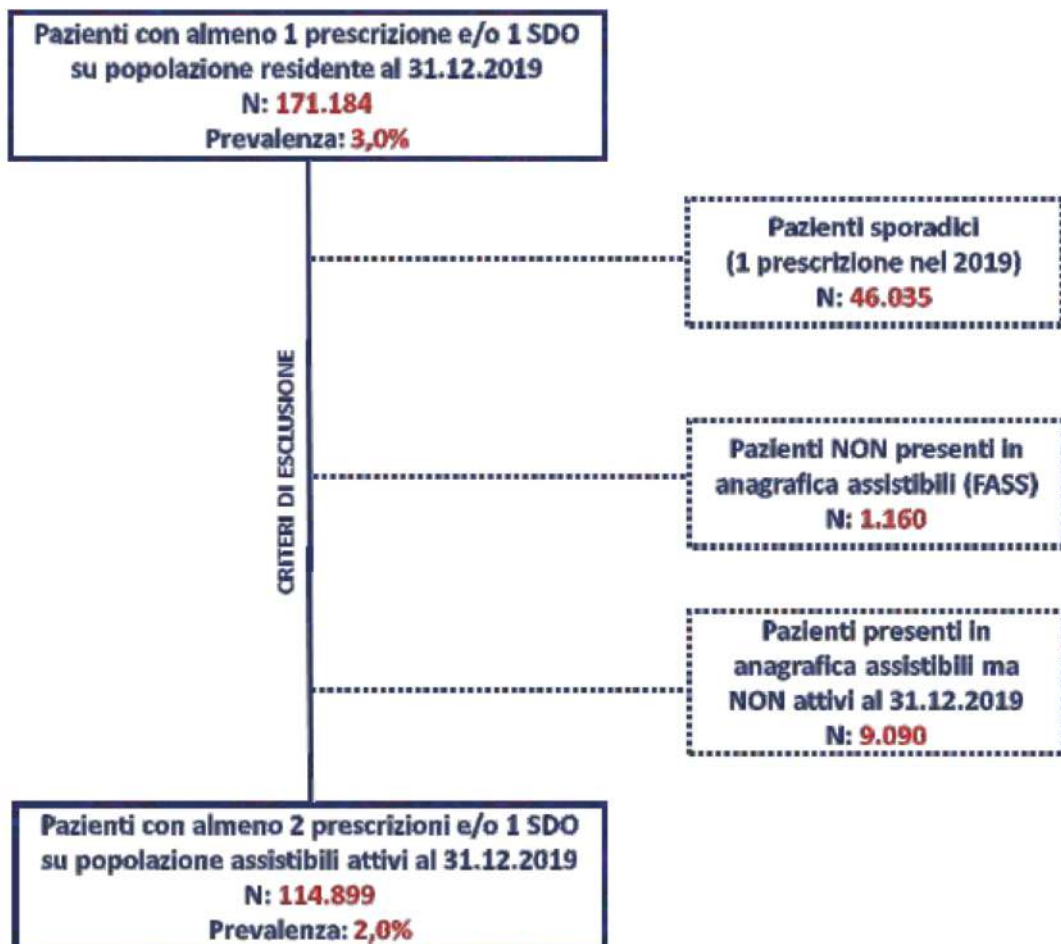 Pazienti con almeno 1 prescrizione e/o 1 SDO
su popolazione residente al 31.12.2019
N: 171.184
Prevalenza: 3,0%
Pazienti sporadici
(1 prescrizione nel 2019)
N: 46.035
CRITERI DI ESCLUSIONE
Pazienti NON presenti in
anagrafica assistibili (FASS)
N: 1.160
Pazienti presenti in
anagrafica assistibili ma
NON attivi al 31.12.2019
N: 9.090
Pazienti con almeno 2 prescrizioni e/o 1 SDO
su popolazione assistibili attivi al 31.12.2019
N: 114.899
Prevalenza: 2,0%